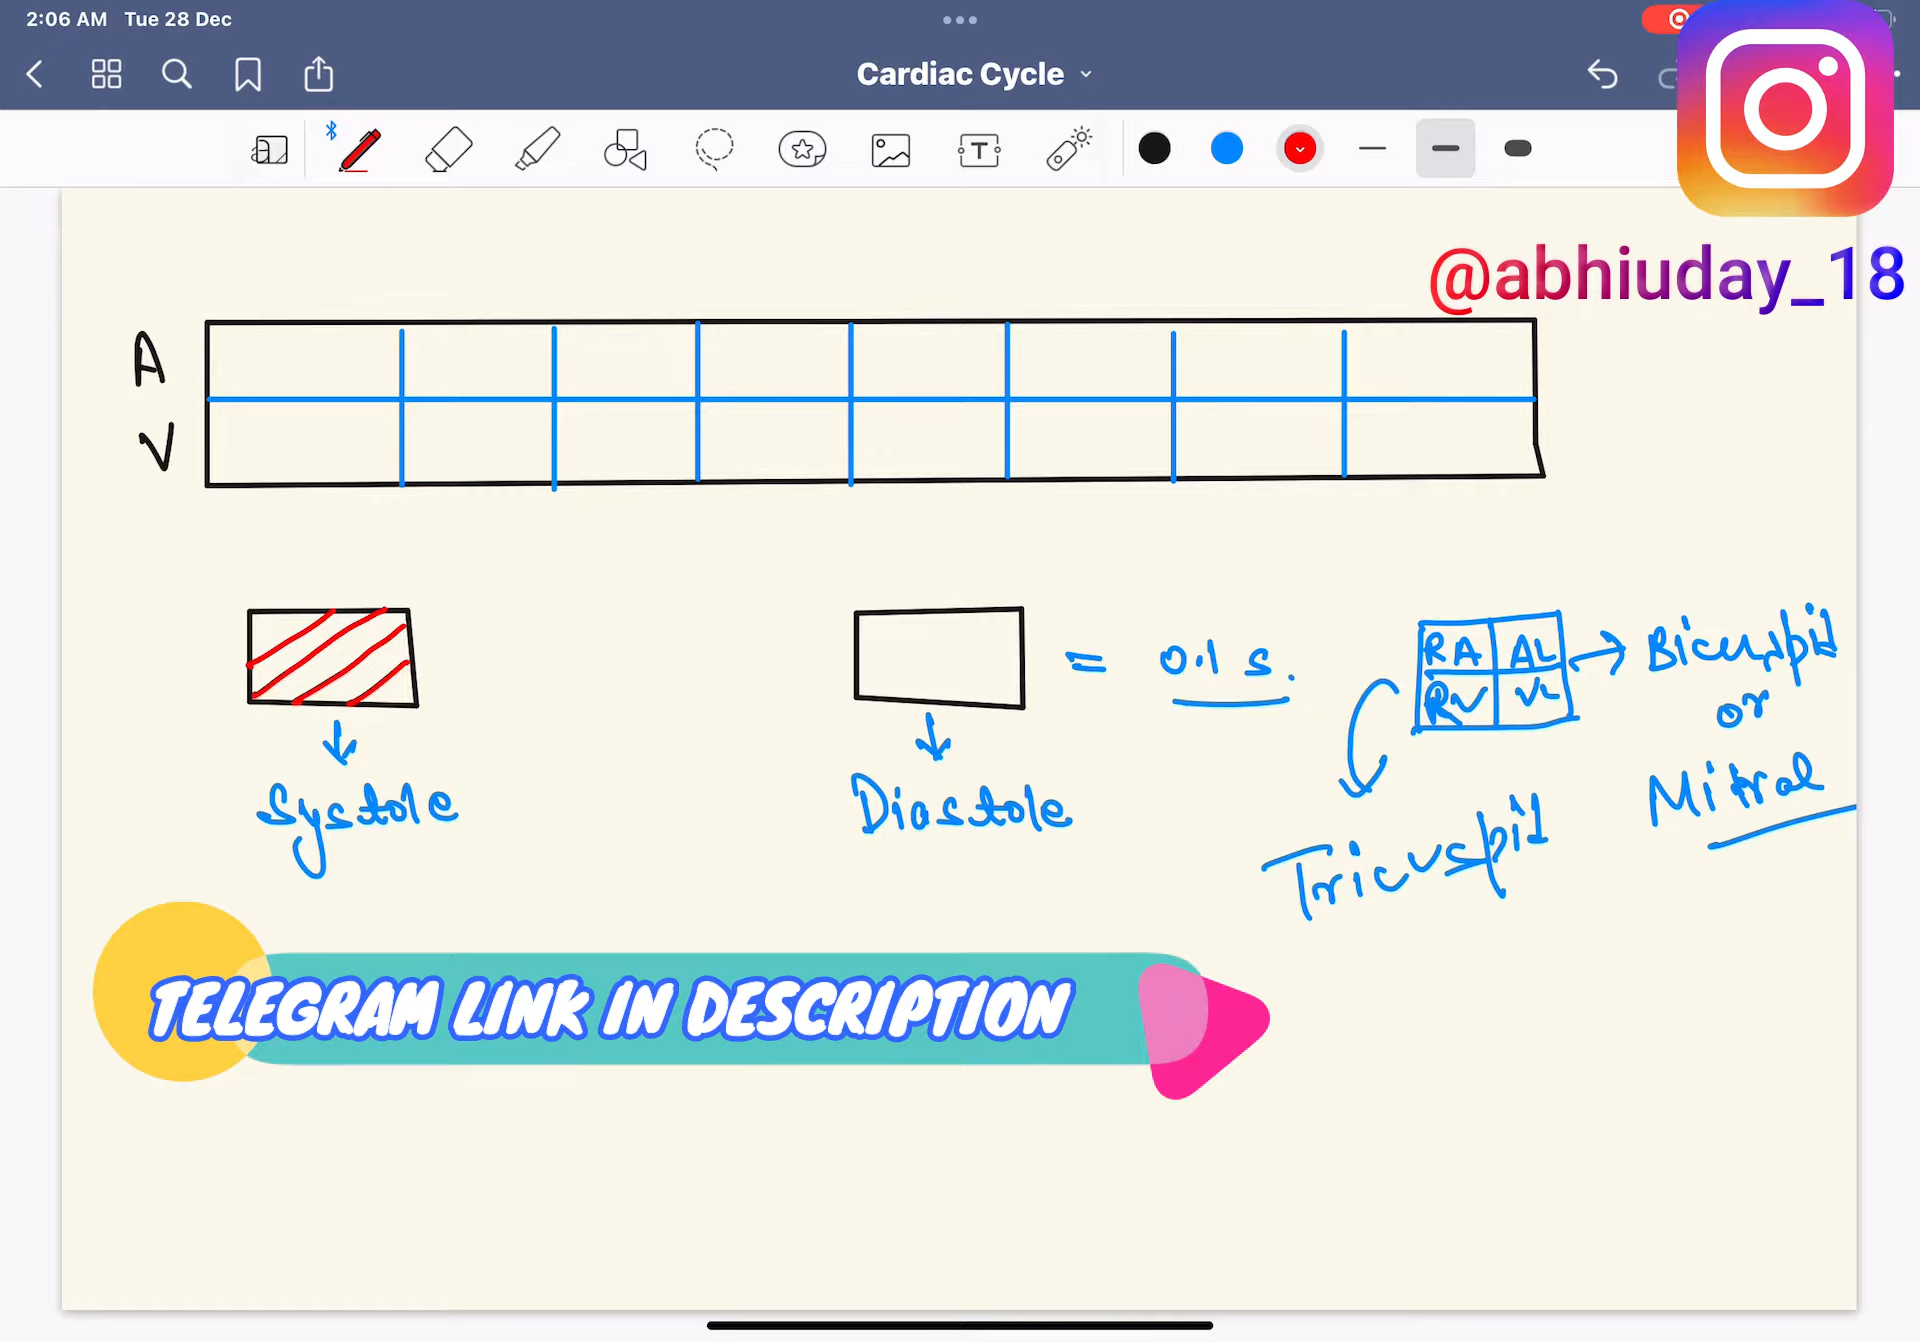 2:06 AM Tue 28 Dec
Cardiac Cycle
@abhiuday_18
A
V
= 0.1 s.
RA AL
RV VL
Bicuspid
or
Mitral
Systole
Diastole
Tricuspid
TELEGRAM LINK IN DESCRIPTION